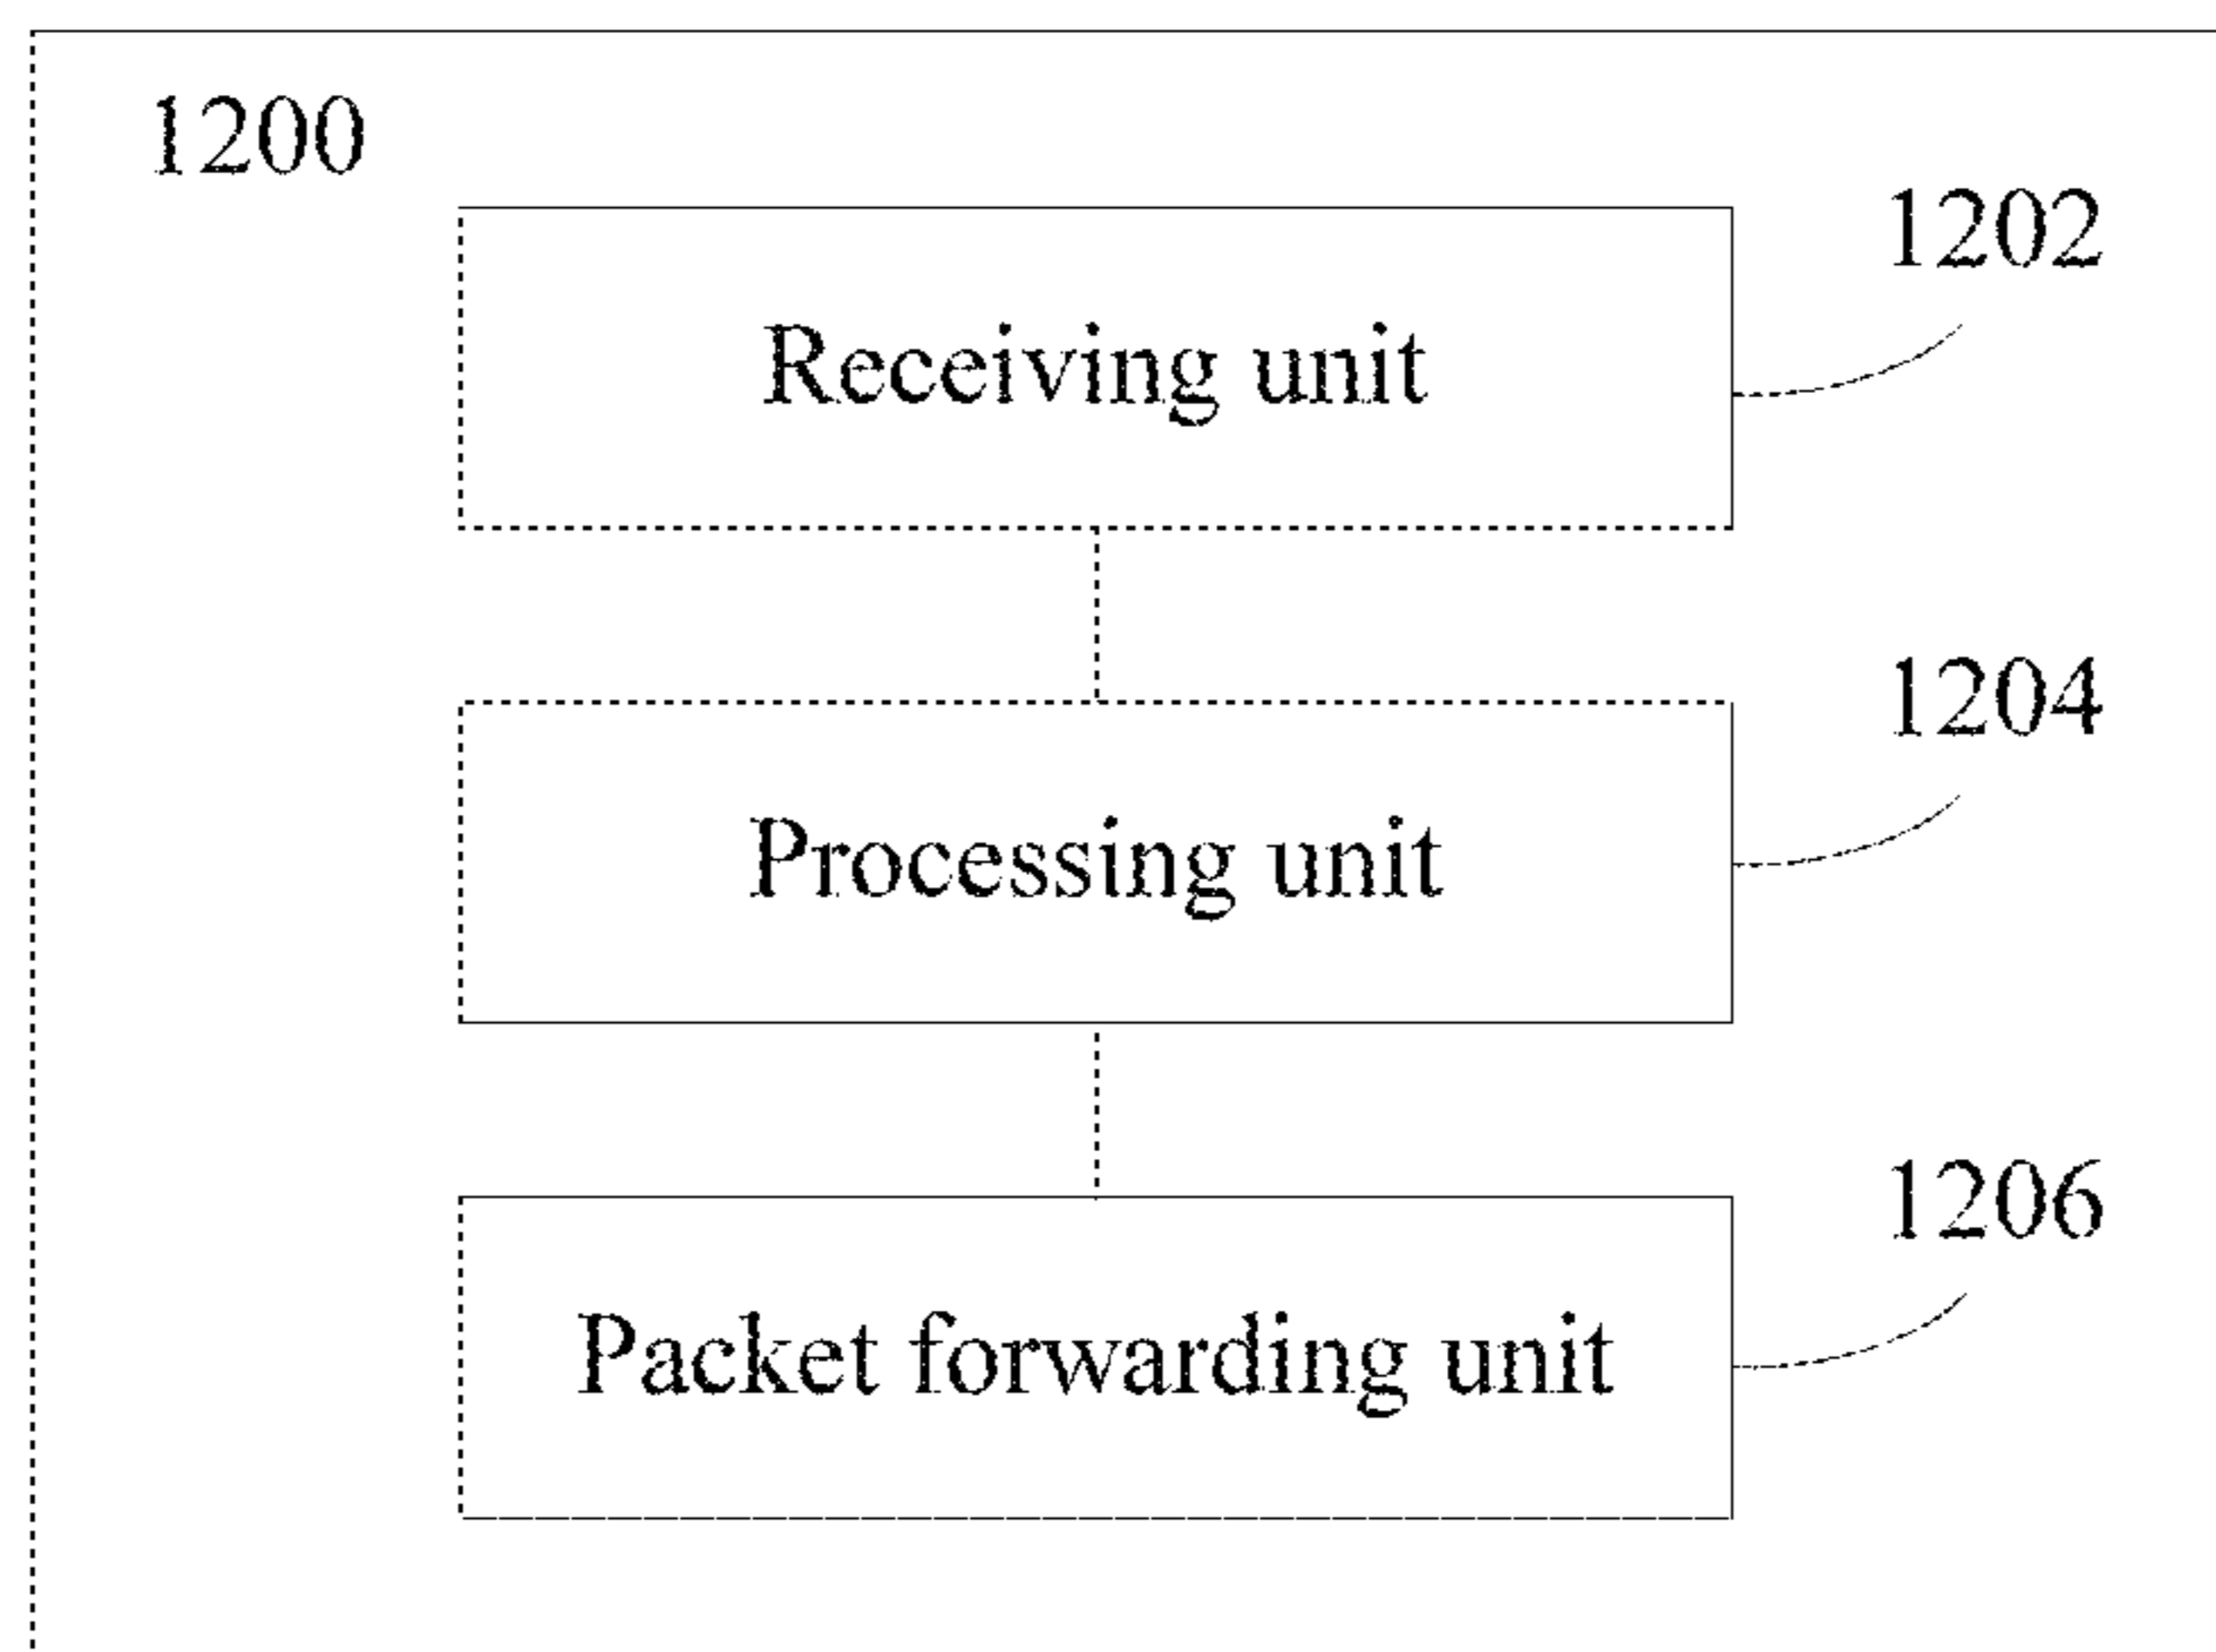 1200
1202
Receiving unit
1204
Processing unit
1206
Packet forwarding unit